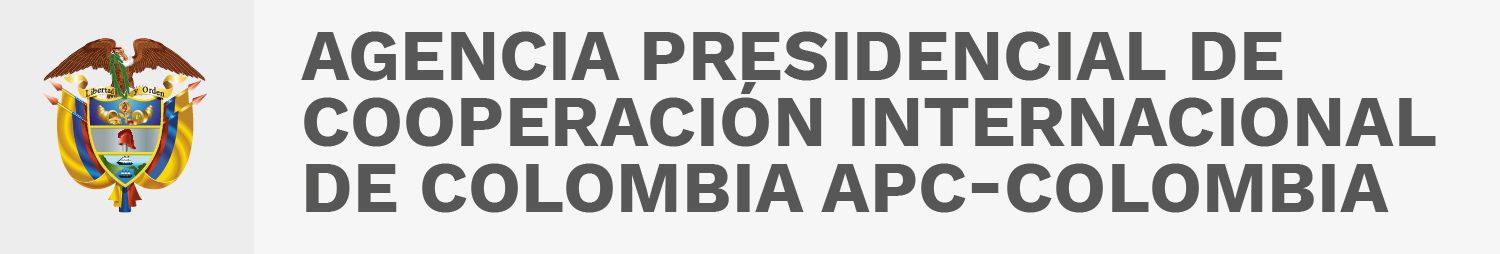 Libertad y Orden
AGENCIA PRESIDENCIAL DE
COOPERACIÓN INTERNACIONAL
DE COLOMBIA APC-COLOMBIA